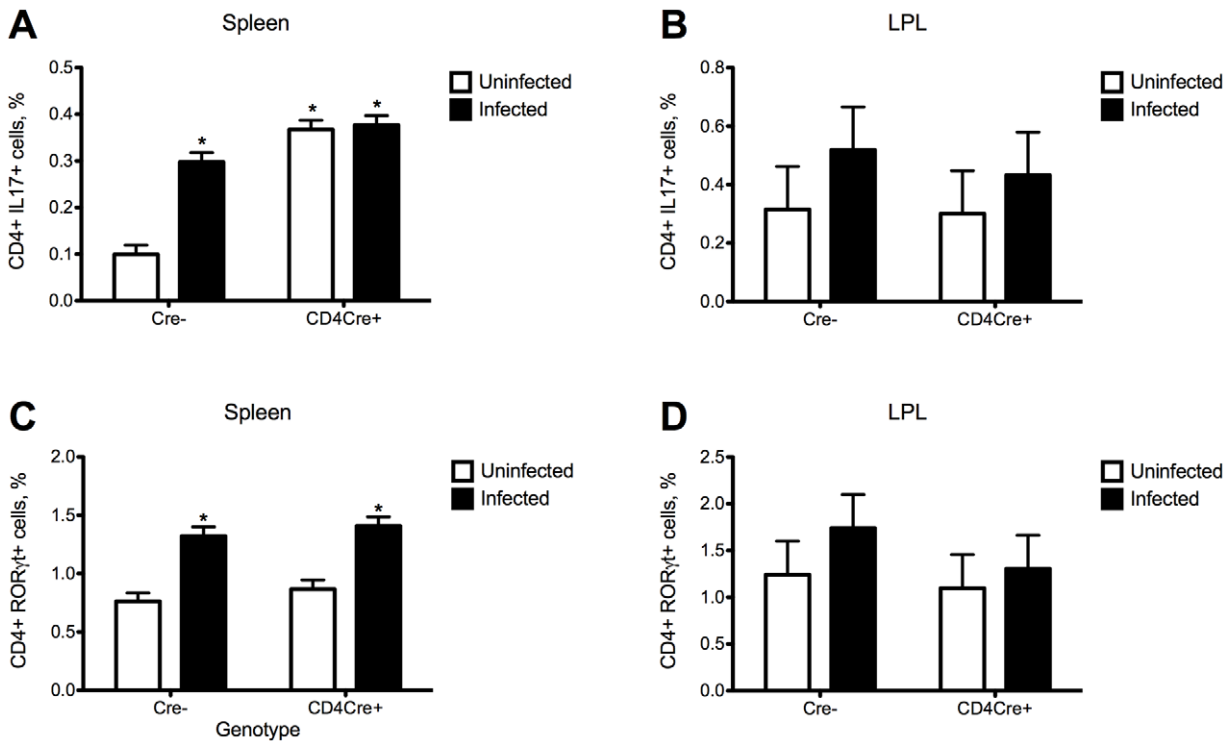 A
Spleen
CD4+ IL17+ cells, %
0.5
0.4
0.3
0.2
0.1
0.0
*
*
*
Cre-
CD4Cre+
Uninfected
Infected
B
LPL
CD4+ IL17+ cells, %
0.8
0.6
0.4
0.2
0.0
Cre-
CD4Cre+
Uninfected
Infected
C
Spleen
CD4+ RORγt+ cells, %
2.0
1.5
1.0
0.5
0.0
*
*
Cre-
CD4Cre+
Genotype
Uninfected
Infected
D
LPL
CD4+ RORγt+ cells, %
2.5
2.0
1.5
1.0
0.5
0.0
Cre-
CD4Cre+
Uninfected
Infected